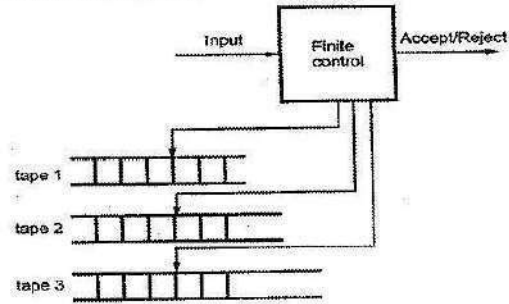 Input
Finite
control
Accept/Reject
tape 1
tape 2
tape 3